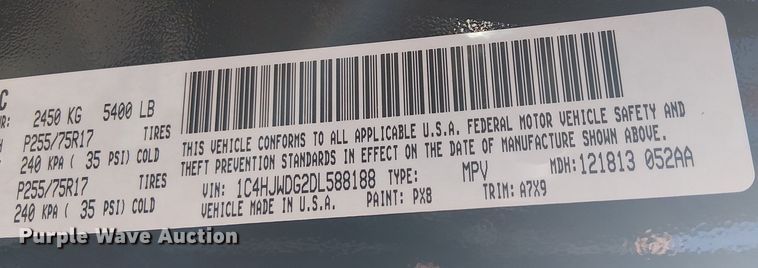 C
UR: 2450 KG 5400 LB
P255/75R17 TIRES
240 KPA ( 35 PSI) COLD
P255/75R17 TIRES
240 KPA ( 35 PSI) COLD
THIS VEHICLE CONFORMS TO ALL APPLICABLE U.S.A. FEDERAL MOTOR VEHICLE SAFETY AND
THEFT PREVENTION STANDARDS IN EFFECT ON THE DATE OF MANUFACTURE SHOWN ABOVE.
VIN: 1C4HJWDG2DL588188 TYPE: MPV MDH: 121813 052AA
VEHICLE MADE IN U.S.A. PAINT: PX8 TRIM: A7X9
Purple Wave Auction